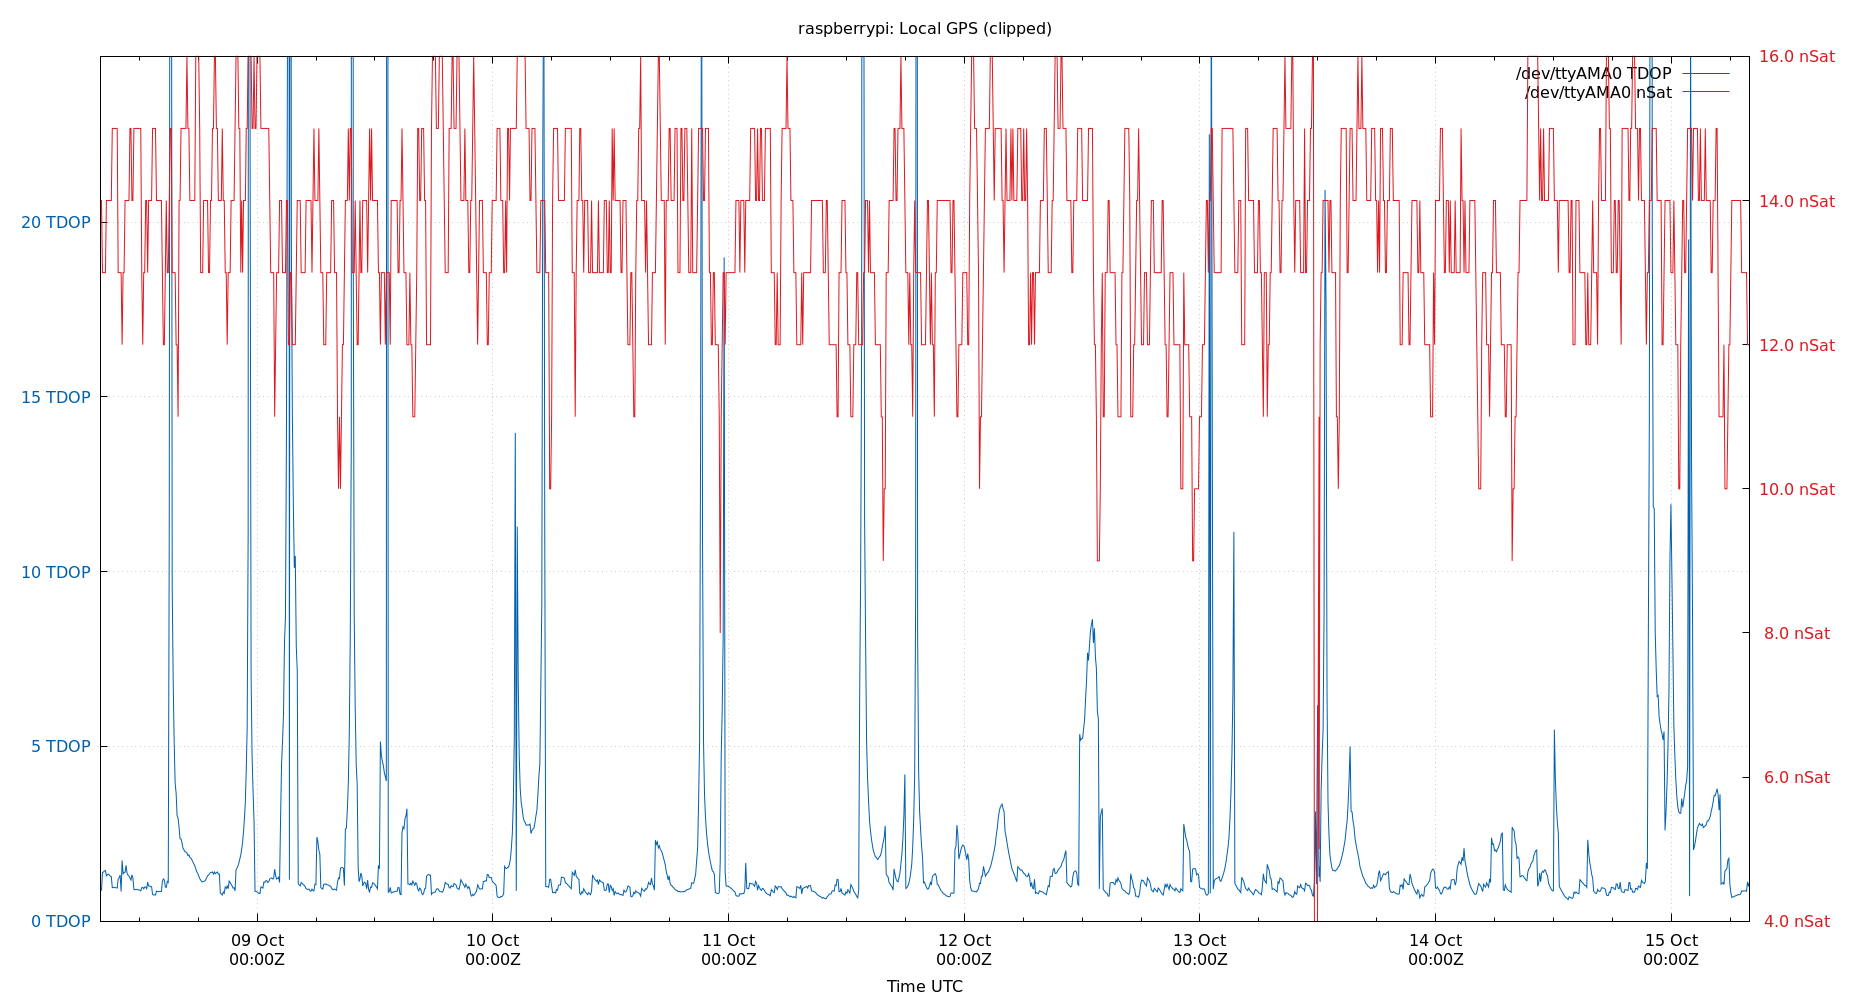 raspberrypi: Local GPS (clipped)
16.0 nSat
/dev/ttyAMA0 TDOP
/dev/ttyAMA0 nSat
14.0 nSat
20 TDOP
12.0 nSat
15 TDOP
10.0 nSat
10 TDOP
8.0 nSat
5 TDOP
6.0 nSat
0 TDOP
4.0 nSat
09 Oct
00:00Z
10 Oct
00:00Z
11 Oct
00:00Z
12 Oct
00:00Z
13 Oct
00:00Z
14 Oct
00:00Z
15 Oct
00:00Z
Time UTC